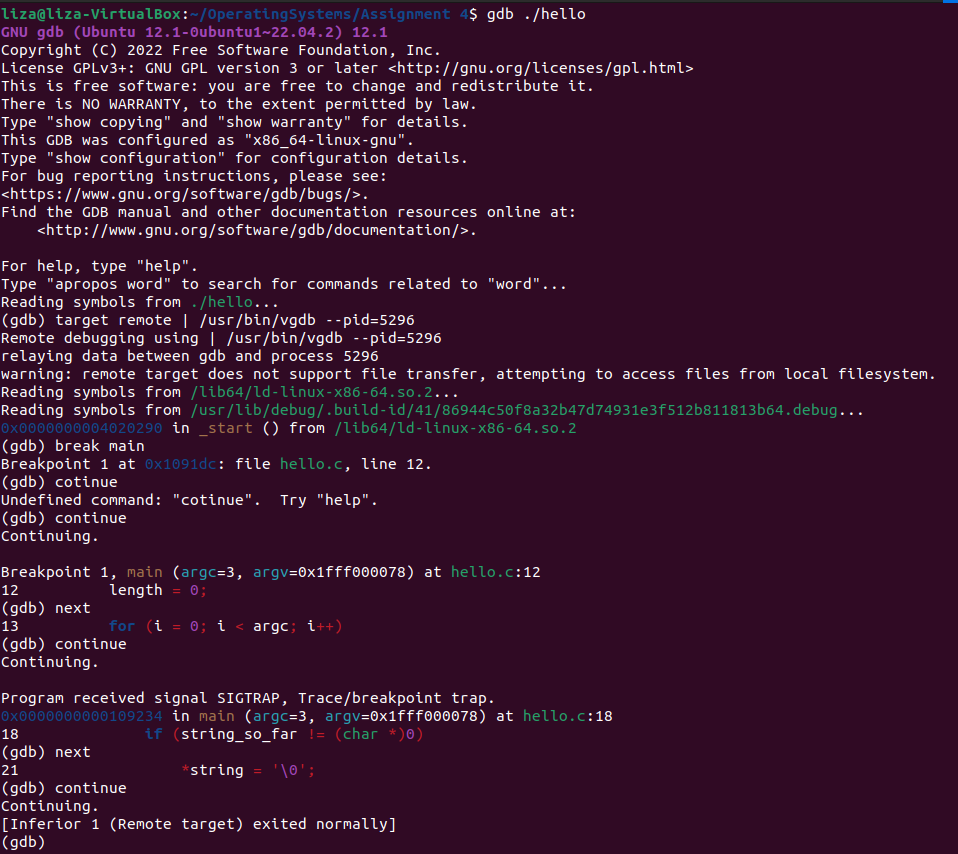 liza@liza-VirtualBox:~/OperatingSystems/Assignment 4$ gdb ./hello
GNU gdb (Ubuntu 12.1-0ubuntu1~22.04.2) 12.1
Copyright (C) 2022 Free Software Foundation, Inc.
License GPLv3+: GNU GPL version 3 or later <http://gnu.org/licenses/gpl.html>
This is free software: you are free to change and redistribute it.
There is NO WARRANTY, to the extent permitted by law.
Type "show copying" and "show warranty" for details.
This GDB was configured as "x86_64-linux-gnu".
Type "show configuration" for configuration details.
For bug reporting instructions, please see:
<https://www.gnu.org/software/gdb/bugs/>.
Find the GDB manual and other documentation resources online at:
    <http://www.gnu.org/software/gdb/documentation/>.

For help, type "help".
Type "apropos word" to search for commands related to "word"...
Reading symbols from ./hello...
(gdb) target remote | /usr/bin/vgdb --pid=5296
Remote debugging using | /usr/bin/vgdb --pid=5296
relaying data between gdb and process 5296
warning: remote target does not support file transfer, attempting to access files from local filesystem.
Reading symbols from /lib64/ld-linux-x86-64.so.2...
Reading symbols from /usr/lib/debug/.build-id/41/86944c50f8a32b47d74931e3f512b811813b64.debug...
0x0000000004020290 in _start () from /lib64/ld-linux-x86-64.so.2
(gdb) break main
Breakpoint 1 at 0x1091dc: file hello.c, line 12.
(gdb) cotinue
Undefined command: "cotinue".  Try "help".
(gdb) continue
Continuing.

Breakpoint 1, main (argc=3, argv=0x1fff000078) at hello.c:12
12          length = 0;
(gdb) next
13          for (i = 0; i < argc; i++)
(gdb) continue
Continuing.

Program received signal SIGTRAP, Trace/breakpoint trap.
0x0000000000109234 in main (argc=3, argv=0x1fff000078) at hello.c:18
18              if (string_so_far != (char *)0)
(gdb) next
21                  *string = '\0';
(gdb) continue
Continuing.
[Inferior 1 (Remote target) exited normally]
(gdb)